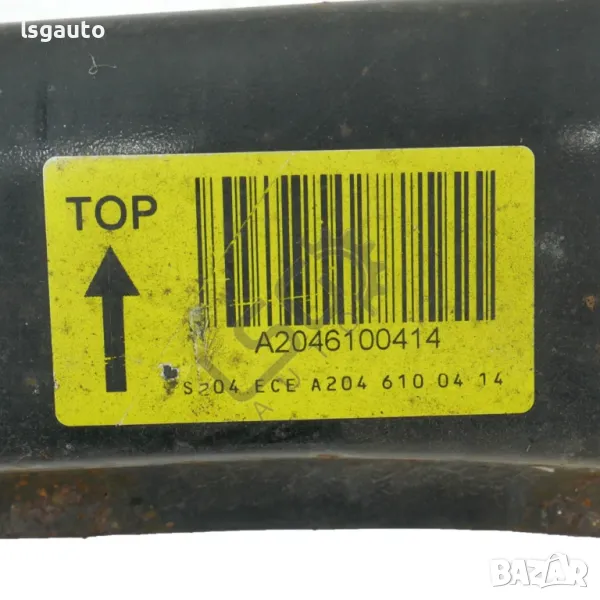 lsgauto
TOP
A2046100414
S204 ECE A204 610 04 14
BAZAR